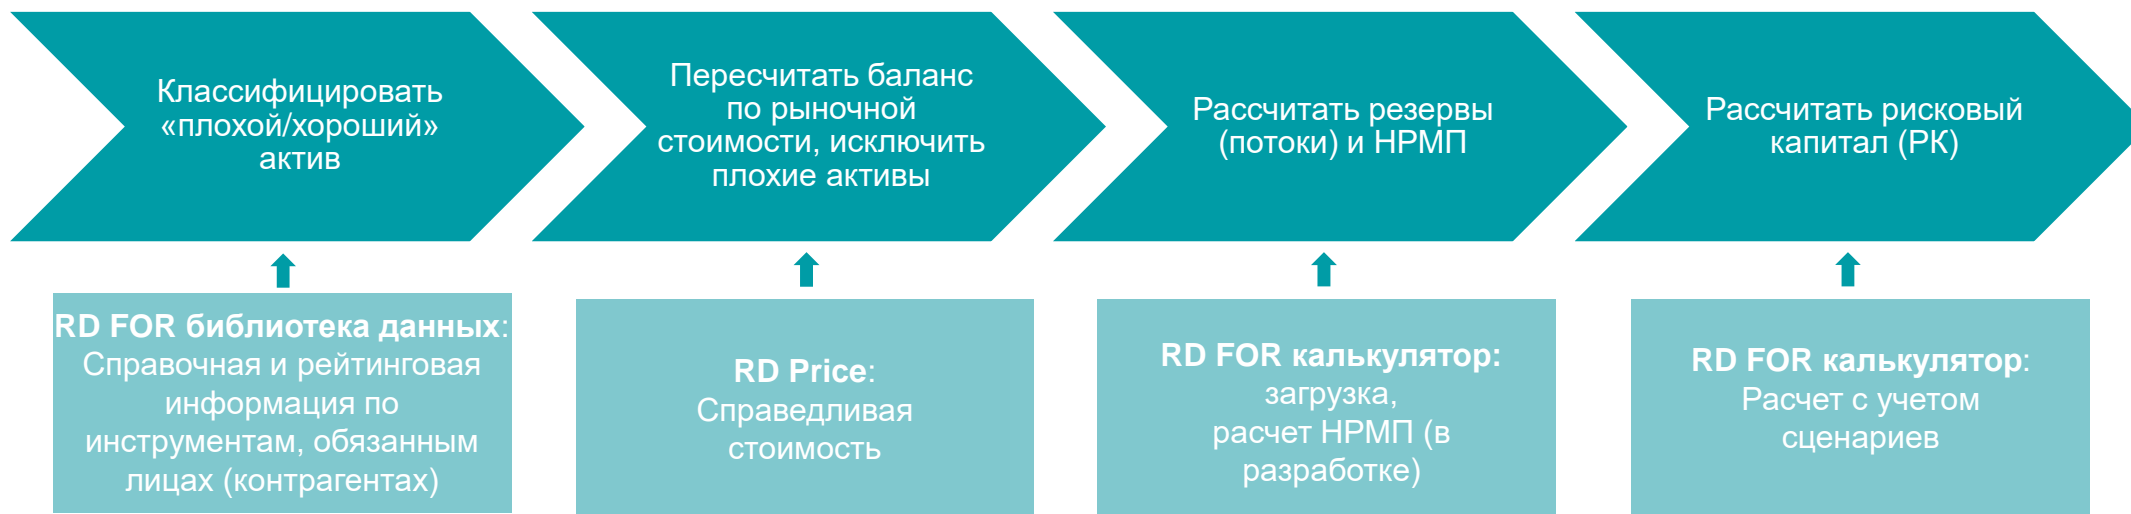 Классифицировать
«плохой/хороший»
актив
Пересчитать баланс
по рыночной
стоимости, исключить
плохие активы
Рассчитать резервы
(потоки) и НРМП
Рассчитать рисковый
капитал (РК)
RD FOR библиотека данных:
Справочная и рейтинговая
информация по
инструментам, обязанным
лицах (контрагентах)
RD Price:
Справедливая
стоимость
RD FOR калькулятор:
загрузка,
расчет НРМП (в
разработке)
RD FOR калькулятор:
Расчет с учетом
сценариев